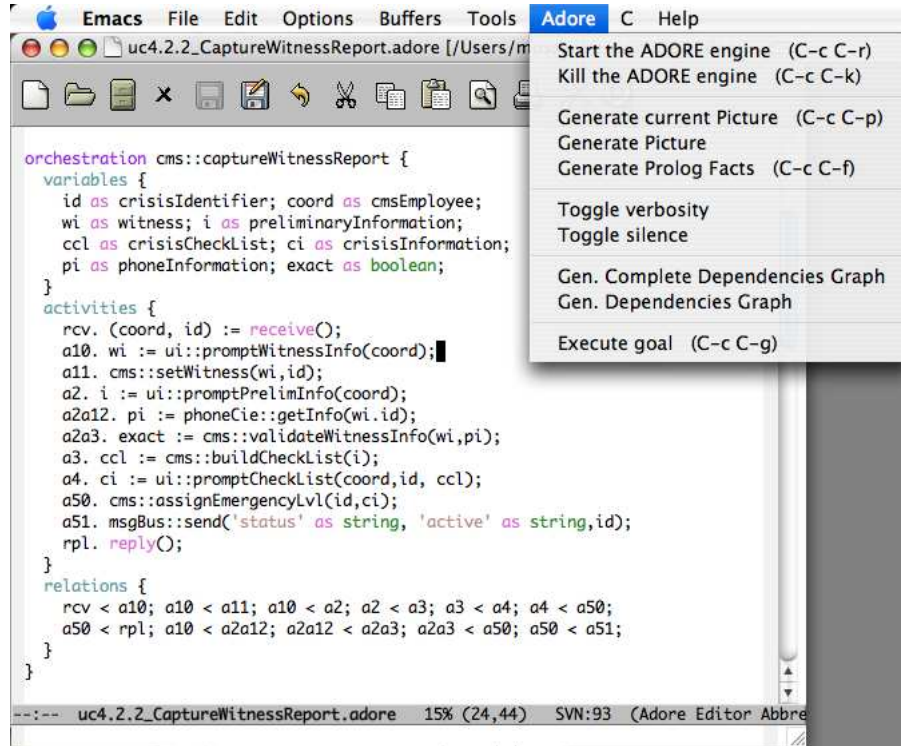 Emacs File Edit Options Buffers Tools Adore C Help
uc4.2.2_CaptureWitnessReport.adore [/Users/m
Start the ADORE engine (C-c C-r)
Kill the ADORE engine (C-c C-k)
Generate current Picture (C-c C-p)
Generate Picture
Generate Prolog Facts (C-c C-f)
Toggle verbosity
Toggle silence
Gen. Complete Dependencies Graph
Gen. Dependencies Graph
Execute goal (C-c C-g)
orchestration cms::captureWitnessReport {
variables {
id as crisisIdentifier; coord as cmsEmployee;
wi as witness; i as preliminaryInformation;
ccl as crisisCheckList; ci as crisisInformation;
pi as phoneInformation; exact as boolean;
}
activities {
rcv. (coord, id) := receive();
a10. wi := ui::promptWitnessInfo(coord);
a11. cms::setWitness(wi,id);
a2. i := ui::promptPrelimInfo(coord);
a2a12. pi := phoneCie::getInfo(wi.id);
a2a3. exact := cms::validateWitnessInfo(wi,pi);
a3. ccl := cms::buildCheckList(i);
a4. ci := ui::promptCheckList(coord,id, ccl);
a50. cms::assignEmergencyLvl(id,ci);
a51. msgBus::send('status' as string, 'active' as string,id);
rpl. reply();
}
relations {
rcv < a10; a10 < a11; a10 < a2; a2 < a3; a3 < a4; a4 < a50;
a50 < rpl; a10 < a2a12; a2a12 < a2a3; a2a3 < a50; a50 < a51;
}
}
--:-- uc4.2.2_CaptureWitnessReport.adore 15% (24,44) SVN:93 (Adore Editor Abbre